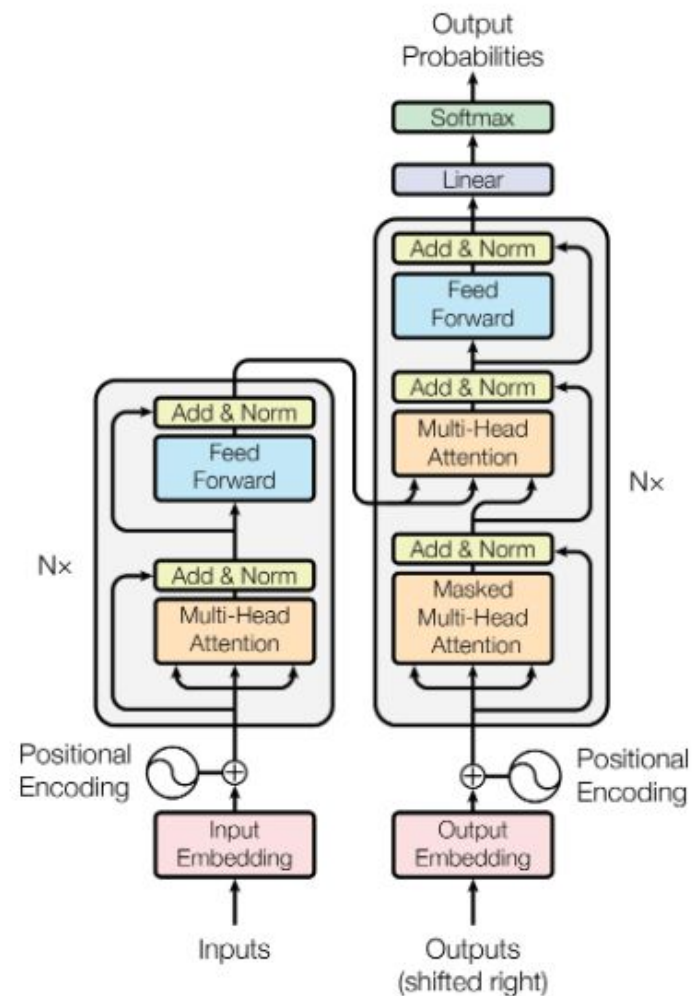 Output
Probabilities
Softmax
Linear
Add & Norm
Feed
Forward
Add & Norm
Multi-Head
Attention
Add & Norm
Masked
Multi-Head
Attention
N×
Add & Norm
Feed
Forward
Add & Norm
Multi-Head
Attention
N×
Positional
Encoding
Positional
Encoding
Input
Embedding
Output
Embedding
Inputs
Outputs
(shifted right)